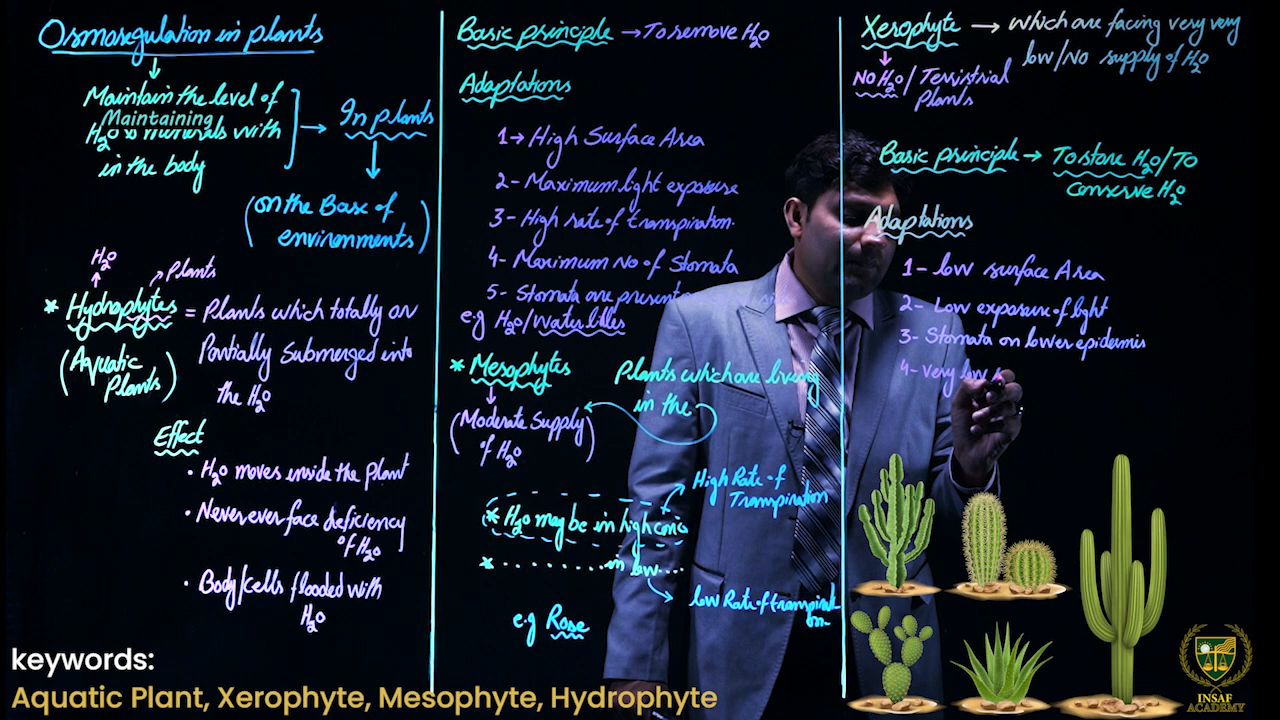 Osmoregulation in plants
Maintain the level of
Maintaining
H₂O & minerals with
in the body
In plants
(on the Base of
environments)
H₂O
Plants
* Hydrophytes = Plants which totally or
(Aquatic
Plants)
Partially Submerged into
the H₂O
Effect
• H₂O moves inside the plant
• Never ever face deficiency
of H₂O
• Body/cells flooded with
H₂O
Basic principle → To remove H₂O
Adaptations
1 → High Surface Area
2 - Maximum light exposure
3 - High rate of transpiration
4 - Maximum No of Stomata
5 - Stomata are present
e.g H₂O/Water lilies
* Mesophytes
Plants which are living
in the
(Moderate Supply
of H₂O)
High Rate of
Transpiration
* H₂O may be in high conc
* . . . . . . . . . . in low . . . .
low Rate of transpirati
on
e.g Rose
Xerophyte → which are facing very very
low/No supply of H₂O
No H₂O/Terristrial
Plants
Basic principle → To store H₂O/To
conserve H₂O
Adaptations
1 - low surface Area
2 - Low exposure of light
3 - Stomata on lower epidermis
4 - very low s
keywords:
Aquatic Plant, Xerophyte, Mesophyte, Hydrophyte
INSAF
ACADEMY